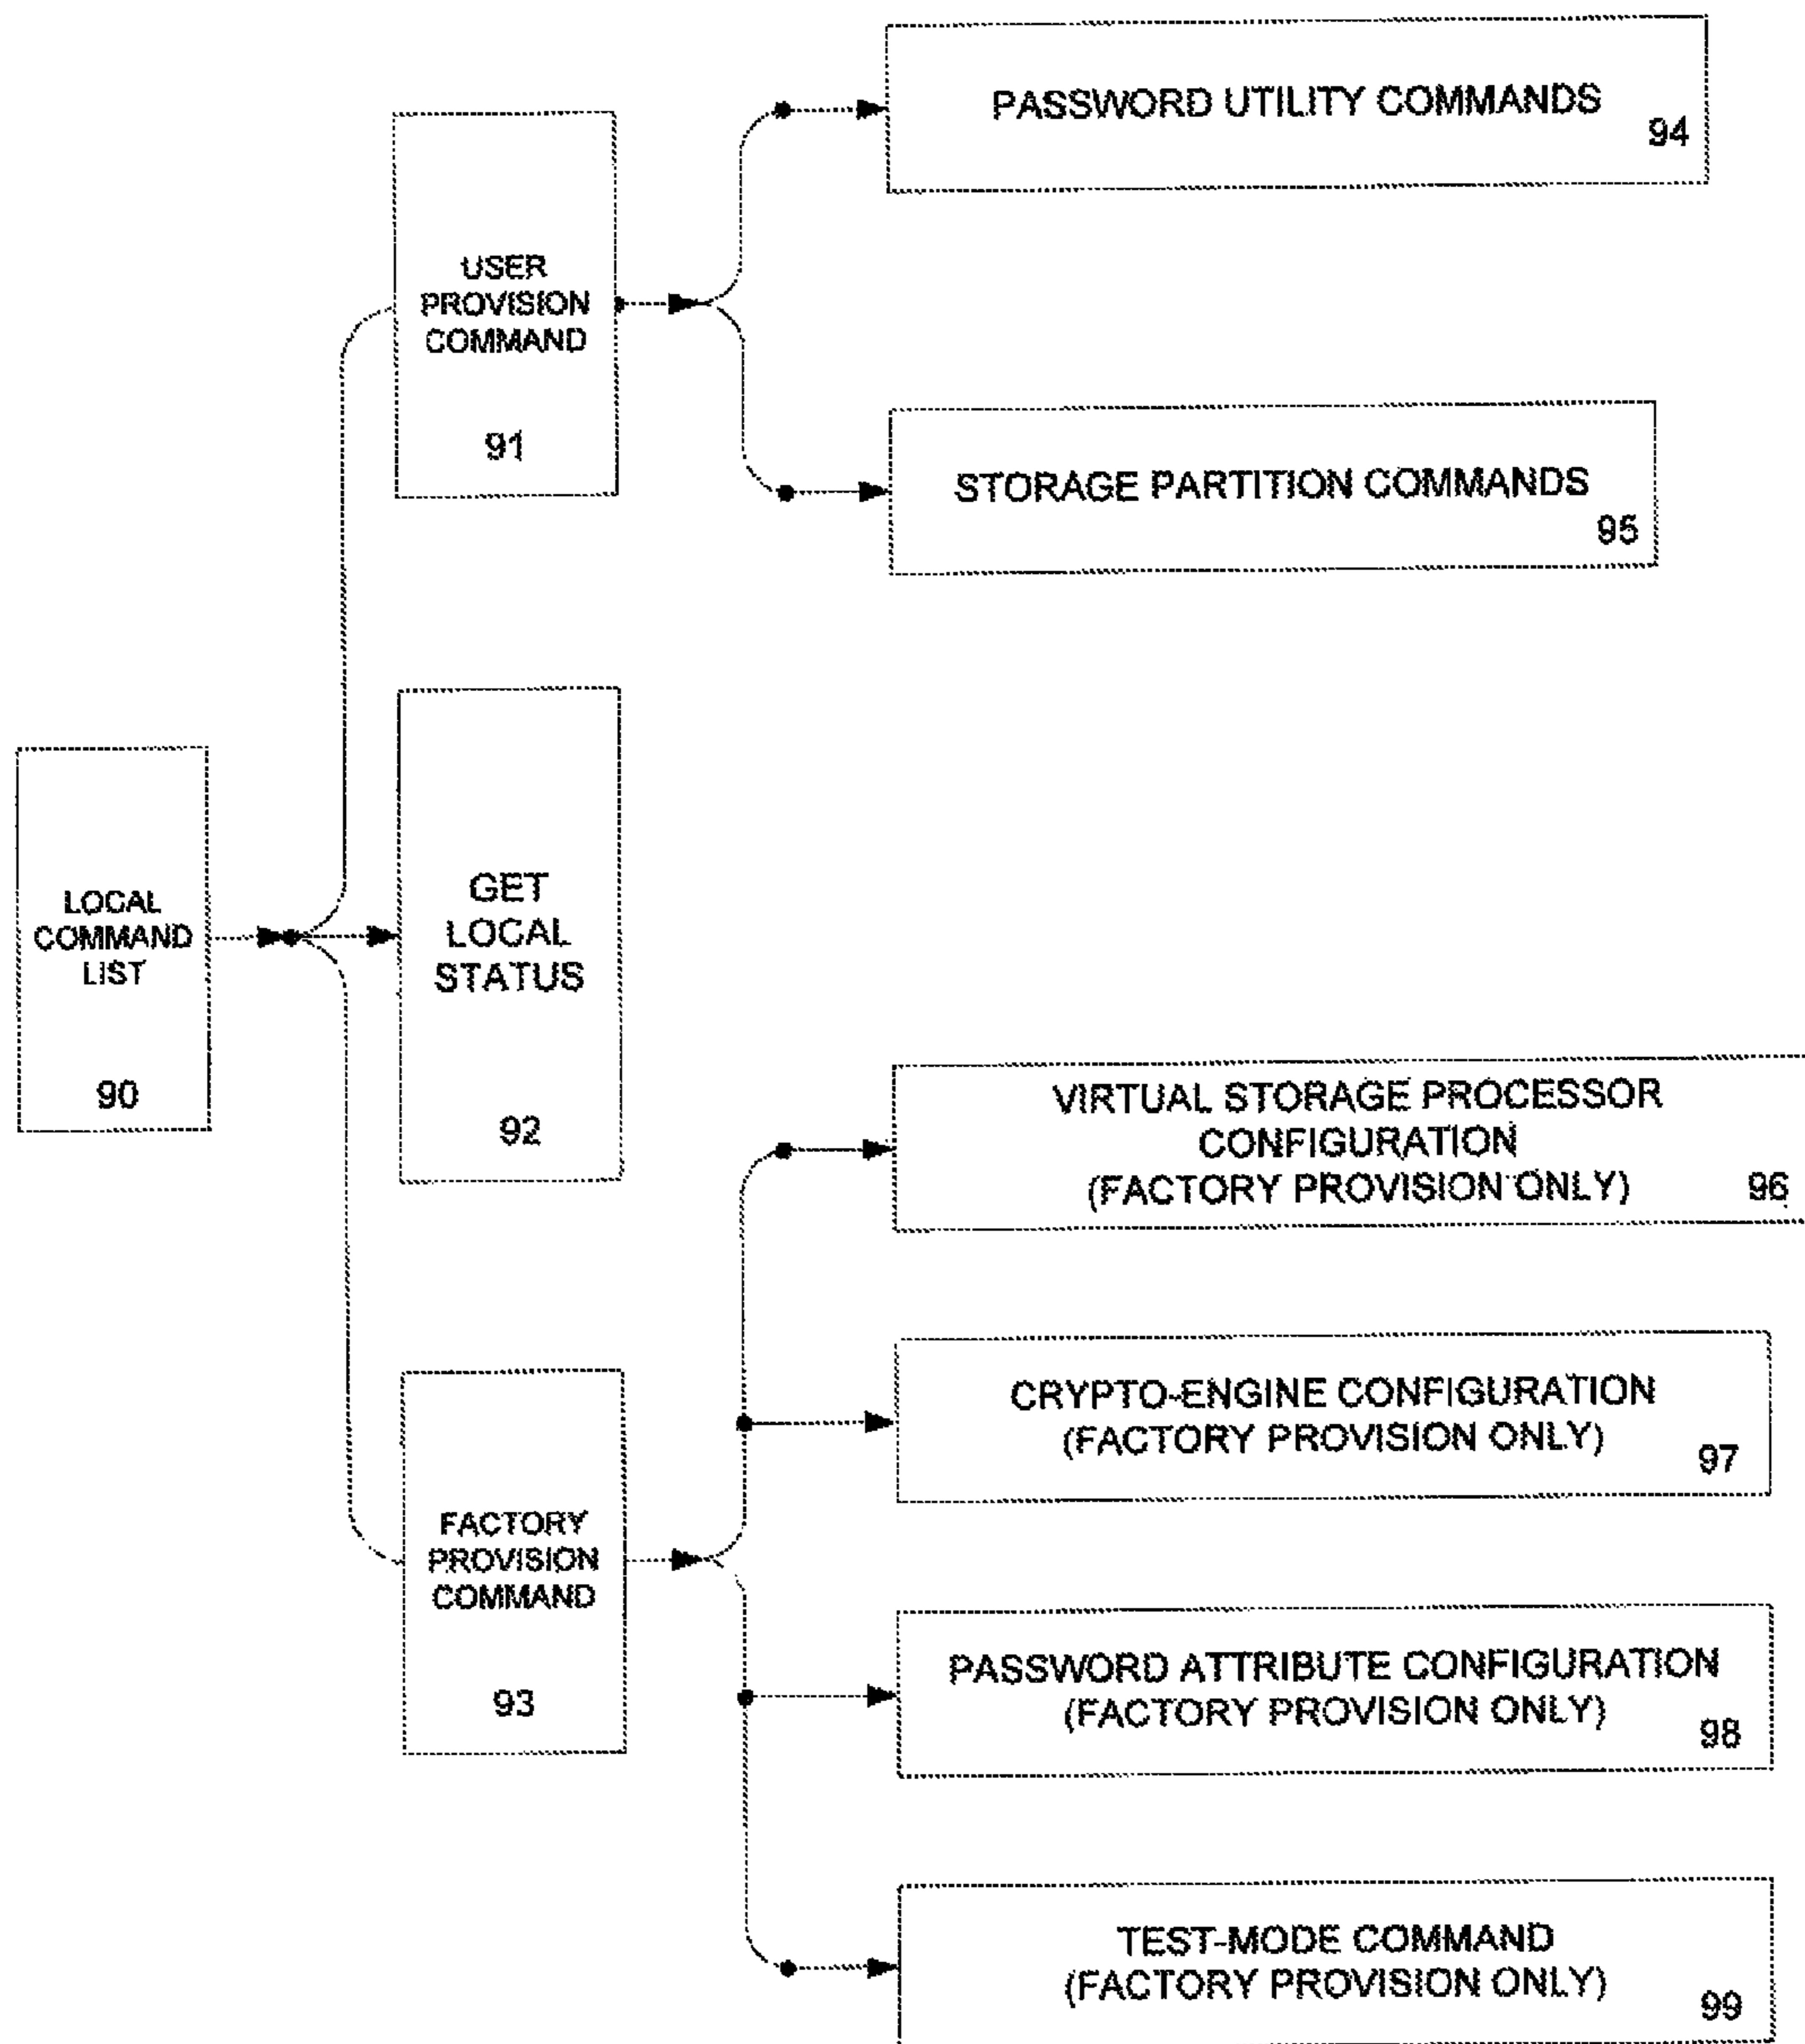 PASSWORD UTILITY COMMANDS
94
USER
PROVISION
COMMAND
91
STORAGE PARTITION COMMANDS
95
LOCAL
COMMAND
LIST
90
GET
LOCAL
STATUS
92
VIRTUAL STORAGE PROCESSOR
CONFIGURATION
(FACTORY PROVISION ONLY)
96
CRYPTO-ENGINE CONFIGURATION
(FACTORY PROVISION ONLY)
97
FACTORY
PROVISION
COMMAND
93
PASSWORD ATTRIBUTE CONFIGURATION
(FACTORY PROVISION ONLY)
98
TEST-MODE COMMAND
(FACTORY PROVISION ONLY)
99